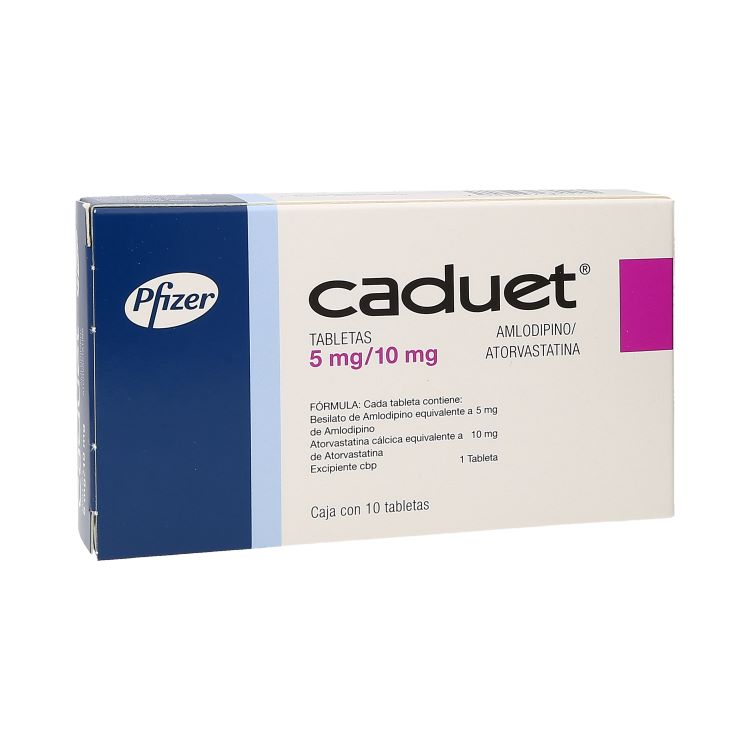 Pfizer
caduet®
TABLETAS
5 mg/10 mg
AMLODIPINO/
ATORVASTATINA
FÓRMULA: Cada tableta contiene:
Besilato de Amlodipino equivalente a 5 mg
de Amlodipino
Atorvastatina cálcica equivalente a 10 mg
de Atorvastatina
Excipiente cbp 1 Tableta
Caja con 10 tabletas